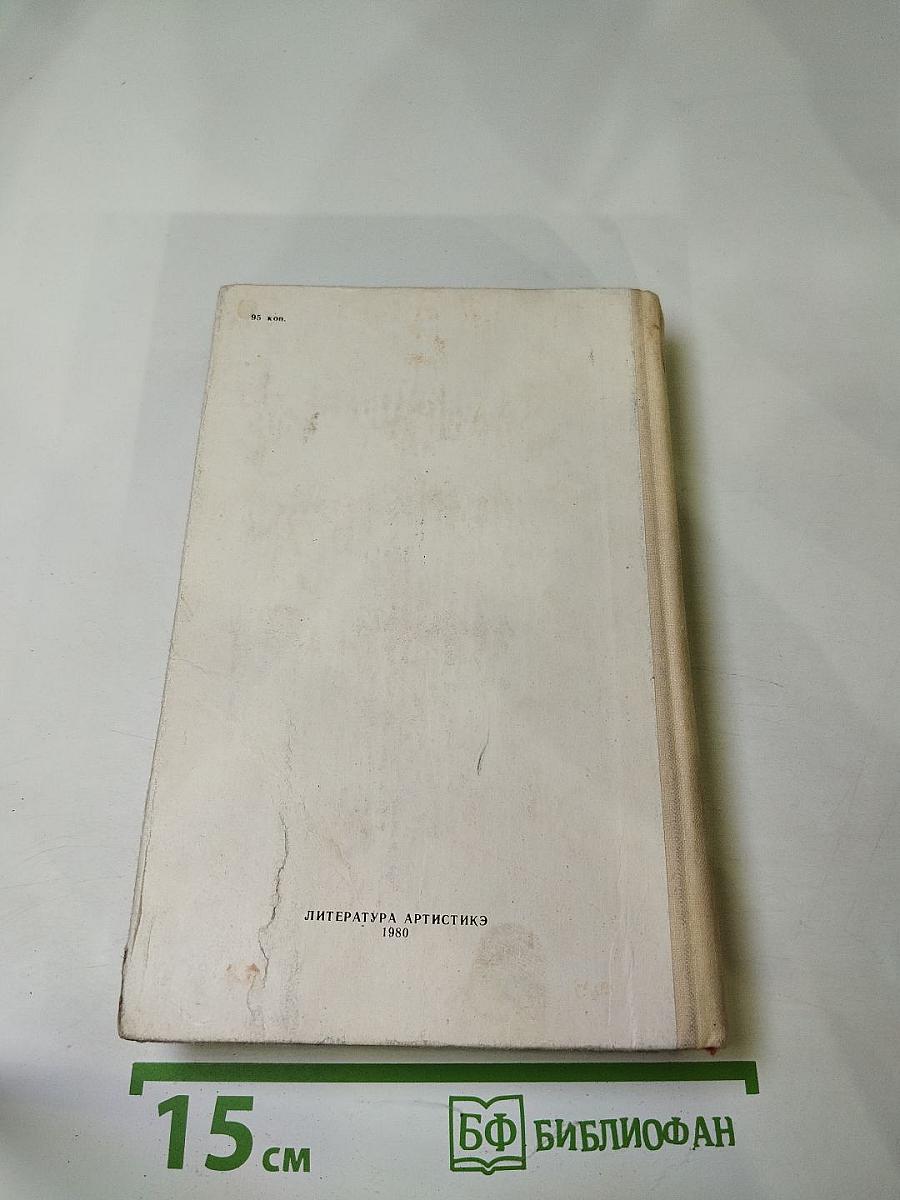 95 коп.
ЛИТЕРАТУРА АРТИСТИКЭ
1980
15 см
БФ БИБЛИОФАН